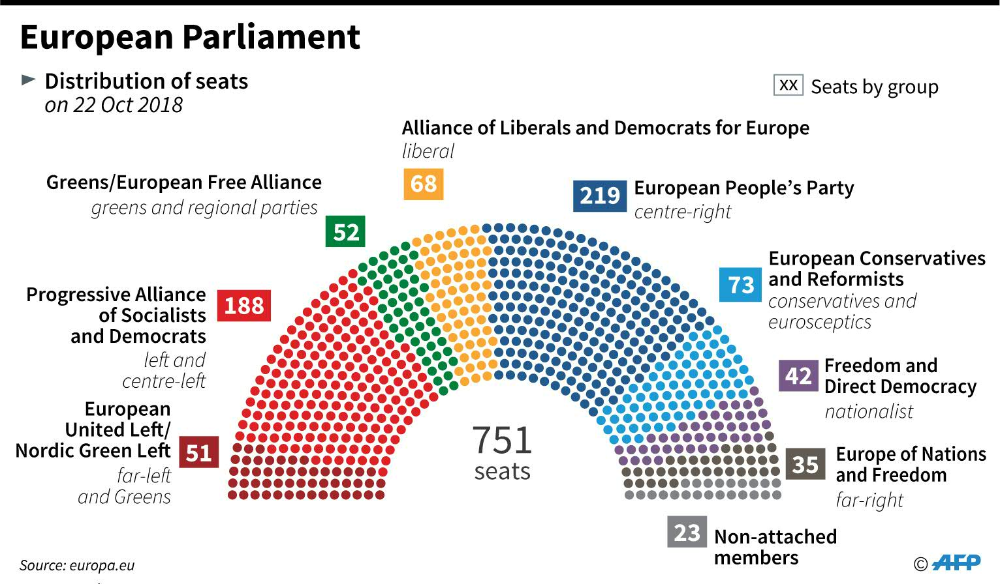 European Parliament
Distribution of seats
on 22 Oct 2018
XX Seats by group
Alliance of Liberals and Democrats for Europe
liberal
68
Greens/European Free Alliance
greens and regional parties
52
219
European People’s Party
centre-right
European Conservatives
and Reformists
conservatives and
eurosceptics
73
Progressive Alliance
of Socialists
and Democrats
left and
centre-left
188
42
Freedom and
Direct Democracy
nationalist
European
United Left/
Nordic Green Left
far-left
and Greens
51
751
seats
35
Europe of Nations
and Freedom
far-right
23
Non-attached
members
Source: europa.eu
© AFP